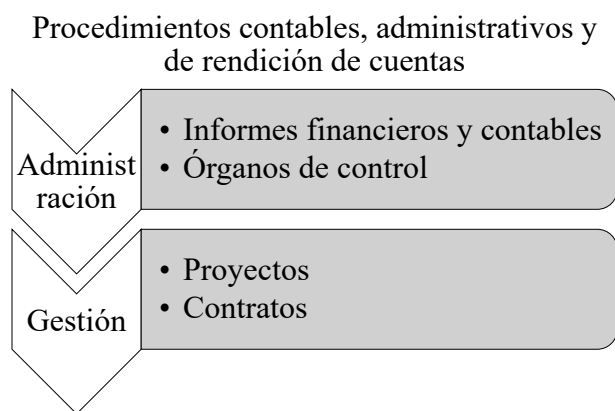 Procedimientos contables, administrativos y
de rendición de cuentas
Administ
ración
• Informes financieros y contables
• Órganos de control
Gestión
• Proyectos
• Contratos